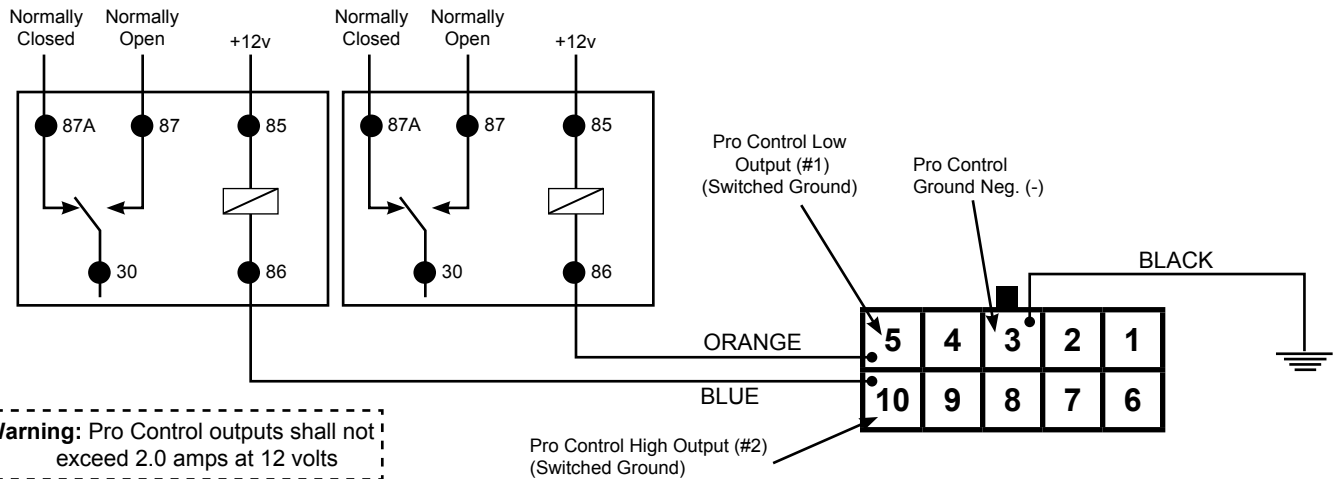 Normally
Closed
Normally
Open
+12v
Normally
Closed
Normally
Open
+12v
87A
87
85
87A
87
85
30
86
30
86
Pro Control Low
Output (#1)
(Switched Ground)
Pro Control
Ground Neg. (-)
BLACK
ORANGE
BLUE
5 4 3 2 1
10 9 8 7 6
Pro Control High Output (#2)
(Switched Ground)
Warning: Pro Control outputs shall not
exceed 2.0 amps at 12 volts